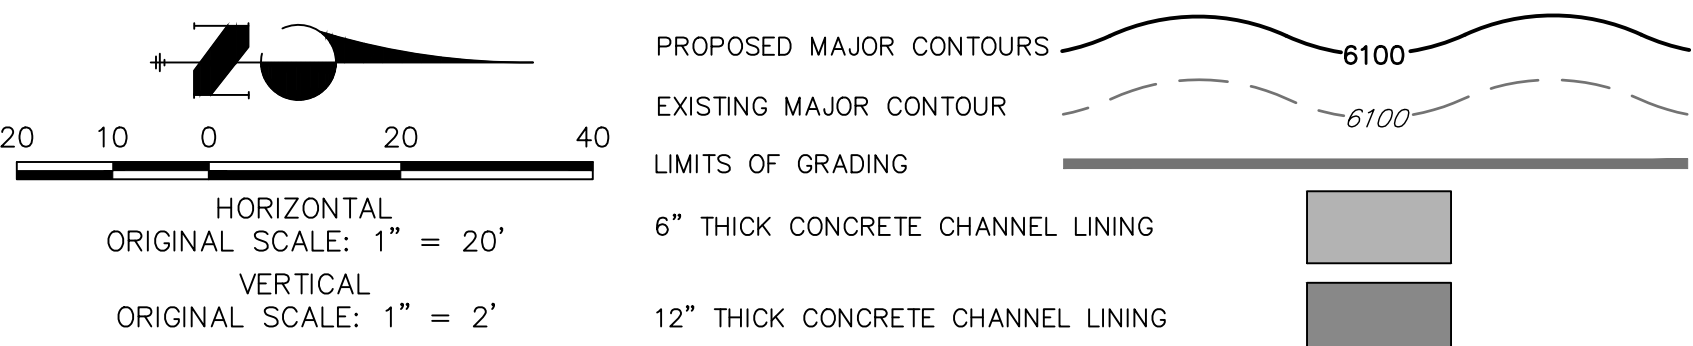 20 10 0 20 40
HORIZONTAL
ORIGINAL SCALE: 1" = 20'
VERTICAL
ORIGINAL SCALE: 1" = 2'
PROPOSED MAJOR CONTOURS 6100
EXISTING MAJOR CONTOUR 6100
LIMITS OF GRADING
6" THICK CONCRETE CHANNEL LINING
12" THICK CONCRETE CHANNEL LINING